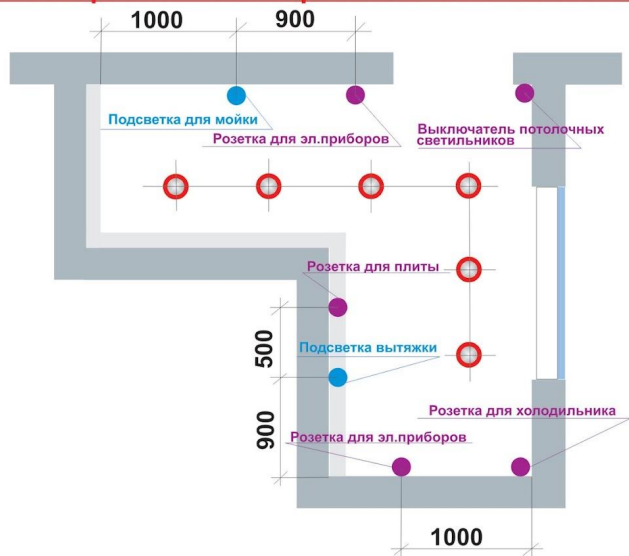 1000
900
Подсветка для мойки
Розетка для эл.приборов
Выключатель потолочных
светильников
Розетка для плиты
500
Подсветка вытяжки
900
Розетка для холодильника
Розетка для эл.приборов
1000